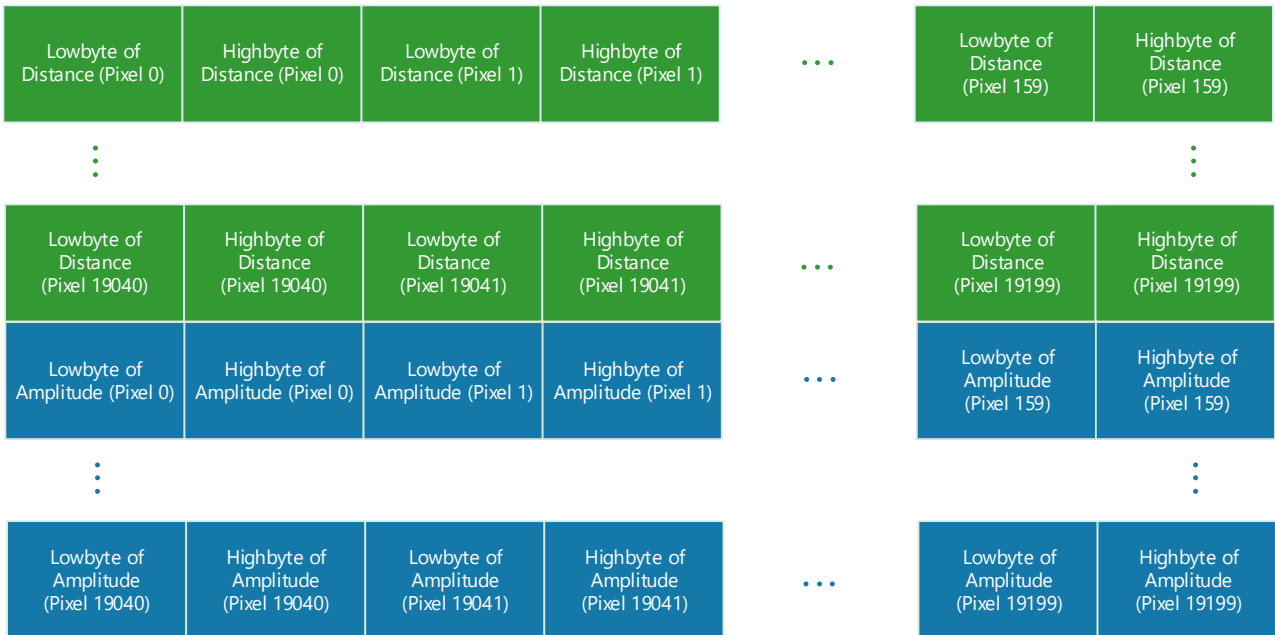 Lowbyte of
Distance (Pixel 0)
Highbyte of
Distance (Pixel 0)
Lowbyte of
Distance (Pixel 1)
Highbyte of
Distance (Pixel 1)
Lowbyte of
Distance
(Pixel 159)
Highbyte of
Distance
(Pixel 159)
Lowbyte of
Distance
(Pixel 19040)
Highbyte of
Distance
(Pixel 19040)
Lowbyte of
Distance
(Pixel 19041)
Highbyte of
Distance
(Pixel 19041)
Lowbyte of
Distance
(Pixel 19199)
Highbyte of
Distance
(Pixel 19199)
Lowbyte of
Amplitude (Pixel 0)
Highbyte of
Amplitude (Pixel 0)
Lowbyte of
Amplitude (Pixel 1)
Highbyte of
Amplitude (Pixel 1)
Lowbyte of
Amplitude
(Pixel 159)
Highbyte of
Amplitude
(Pixel 159)
Lowbyte of
Amplitude
(Pixel 19040)
Highbyte of
Amplitude
(Pixel 19040)
Lowbyte of
Amplitude
(Pixel 19041)
Highbyte of
Amplitude
(Pixel 19041)
Lowbyte of
Amplitude
(Pixel 19199)
Highbyte of
Amplitude
(Pixel 19199)